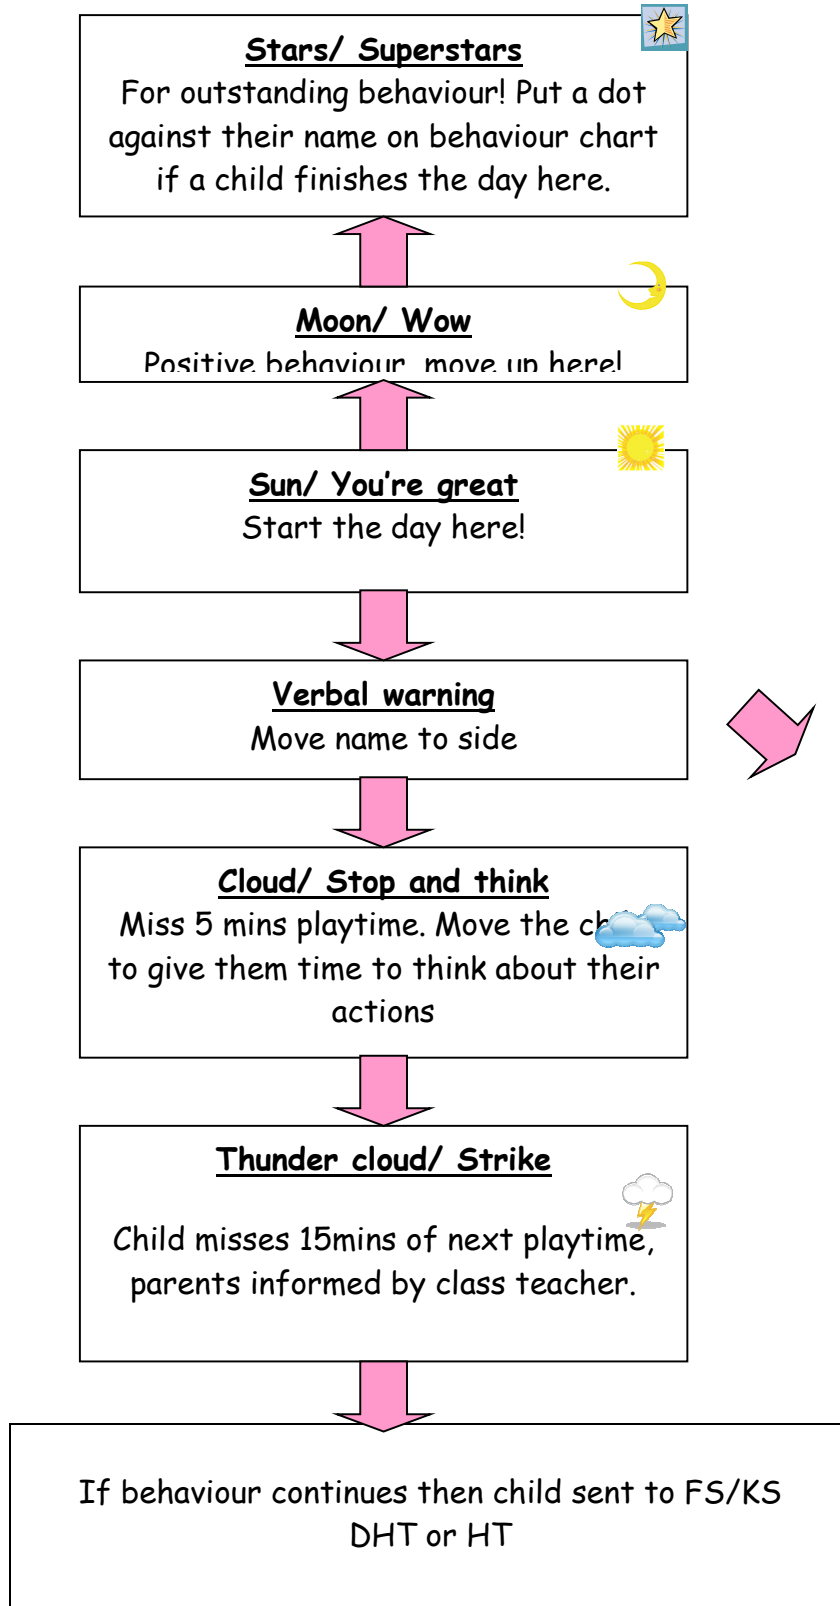 Stars/ Superstars
For outstanding behaviour! Put a dot
against their name on behaviour chart
if a child finishes the day here.
Moon/ Wow
Positive behaviour move up here!
Sun/ You're great
Start the day here!
Verbal warning
Move name to side
Cloud/ Stop and think
Miss 5 mins playtime. Move the
to give them time to think about their
actions
Thunder cloud/ Strike
Child misses 15mins of next playtime,
parents informed by class teacher.
If behaviour continues then child sent to FS/KS
DHT or HT